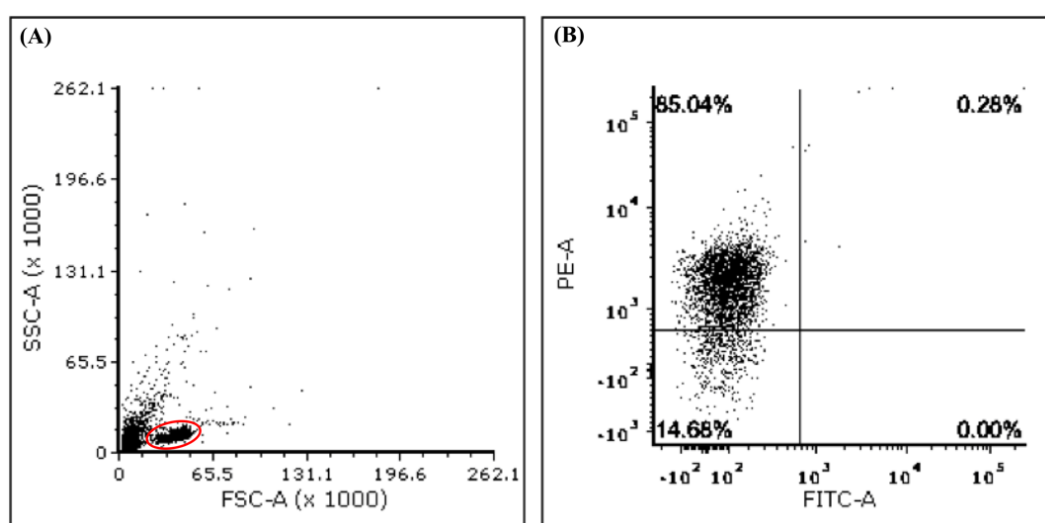 (A)
262.1
196.6
131.1
65.5
0
SSC-A (x 1000)
0 65.5 131.1 196.6 262.1
FSC-A (x 1000)
(B)
85.04% 0.28%
10^5
10^4
10^3
-10^2
-10^3
PE-A
14.68% 0.00%
-10^2 10^2 10^3 10^4 10^5
FITC-A